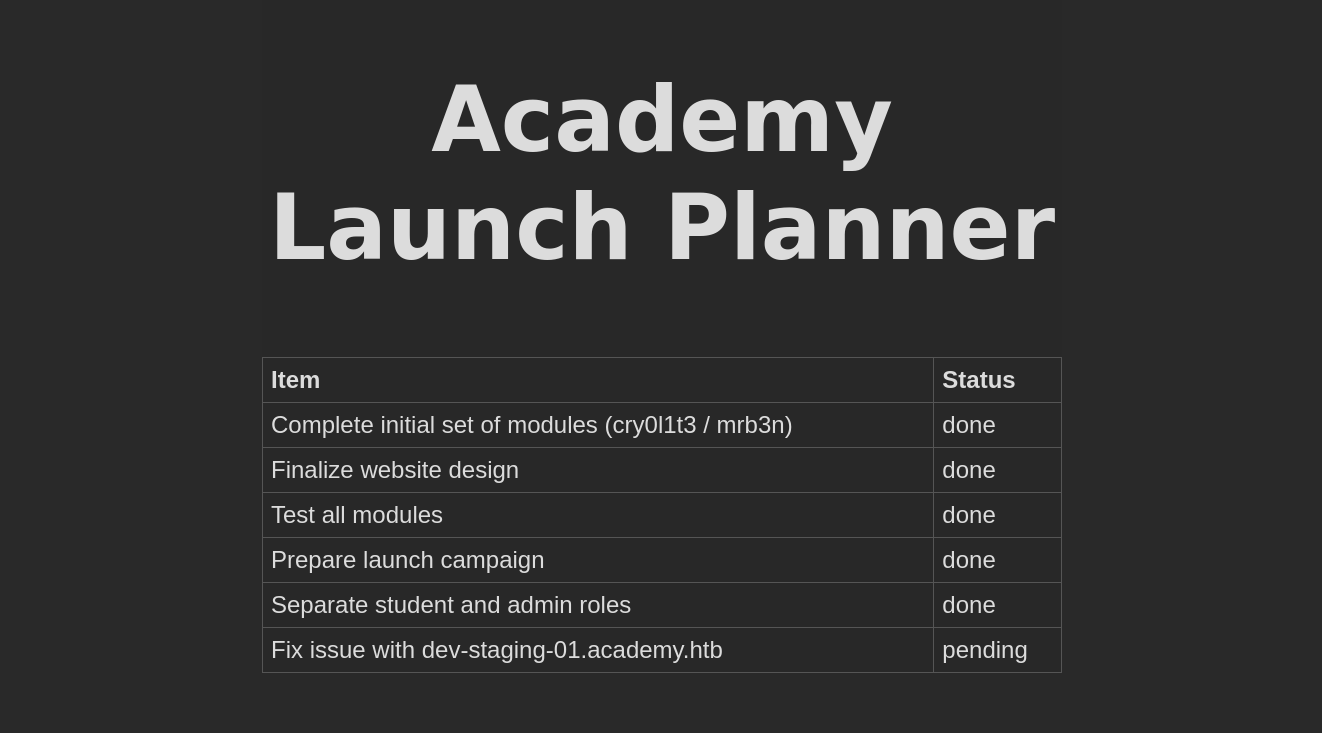 Academy
Launch Planner
Item Status
Complete initial set of modules (cry0l1t3 / mrb3n) done
Finalize website design done
Test all modules done
Prepare launch campaign done
Separate student and admin roles done
Fix issue with dev-staging-01.academy.htb pending